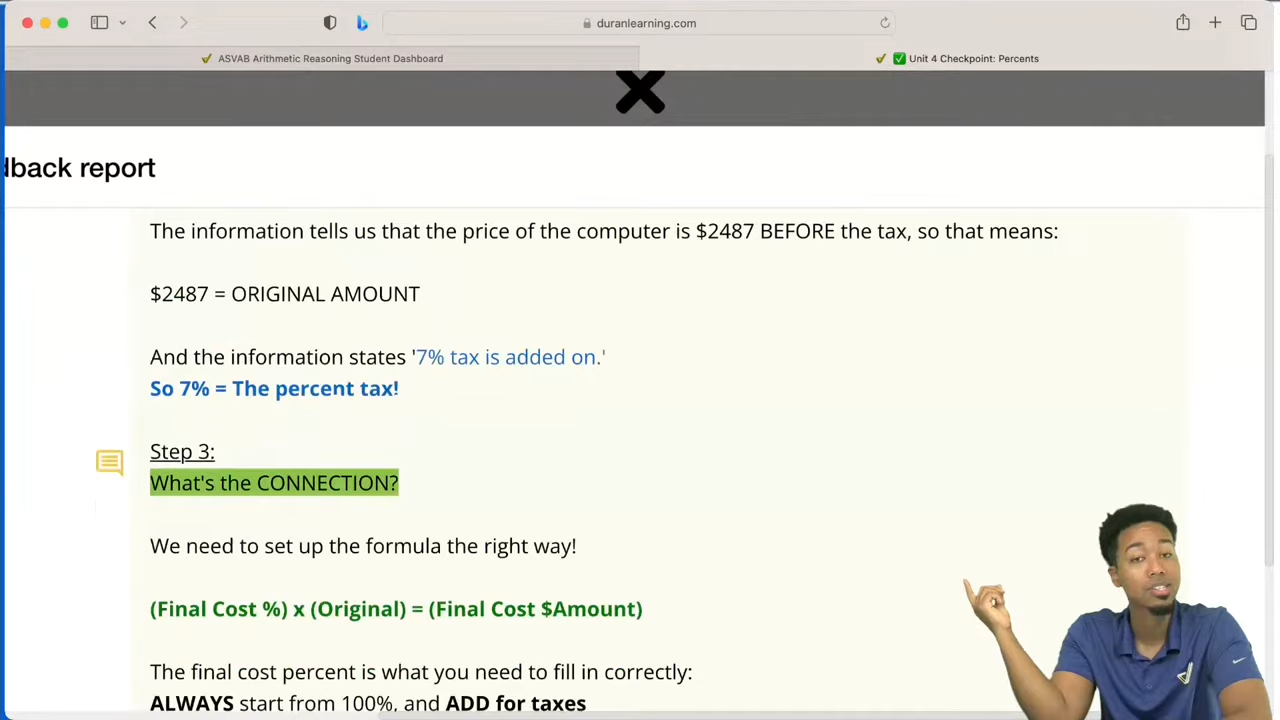 duranlearning.com
ASVAB Arithmetic Reasoning Student Dashboard
Unit 4 Checkpoint: Percents
dback report
The information tells us that the price of the computer is $2487 BEFORE the tax, so that means:
$2487 = ORIGINAL AMOUNT
And the information states '7% tax is added on.'
So 7% = The percent tax!
Step 3:
What's the CONNECTION?
We need to set up the formula the right way!
(Final Cost %) x (Original) = (Final Cost $Amount)
The final cost percent is what you need to fill in correctly:
ALWAYS start from 100%, and ADD for taxes